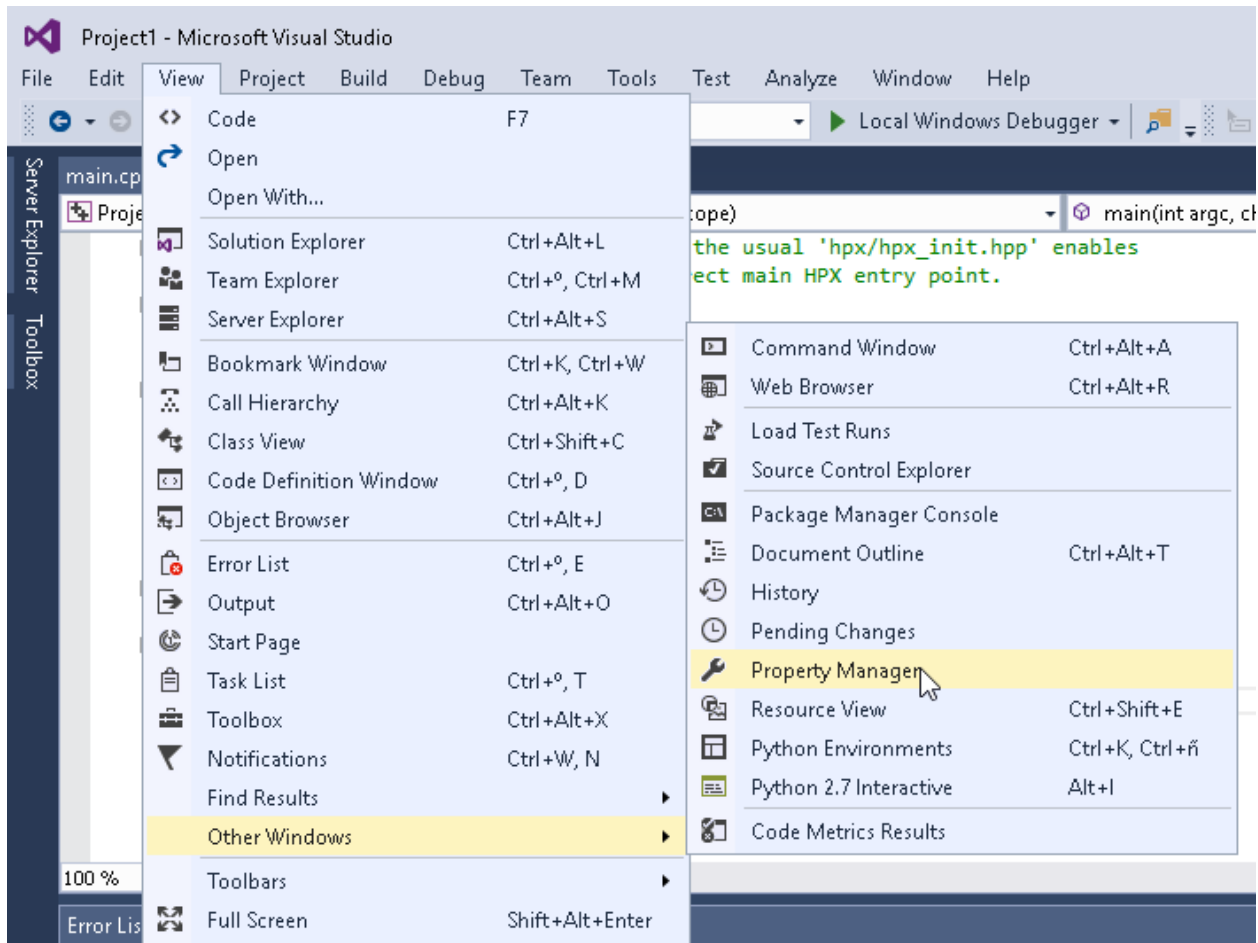 Project1 - Microsoft Visual Studio
File Edit View Project Build Debug Team Tools Test Analyze Window Help
Local Windows Debugger
Server Explorer
Toolbox
main.cp
Proje
cope)
main(int argc, ch
the usual 'hpx/hpx_init.hpp' enables
ect main HPX entry point.
Code F7
Open
Open With...
Solution Explorer Ctrl+Alt+L
Team Explorer Ctrl+º, Ctrl+M
Server Explorer Ctrl+Alt+S
Bookmark Window Ctrl+K, Ctrl+W
Call Hierarchy Ctrl+Alt+K
Class View Ctrl+Shift+C
Code Definition Window Ctrl+º, D
Object Browser Ctrl+Alt+J
Error List Ctrl+º, E
Output Ctrl+Alt+O
Start Page
Task List Ctrl+º, T
Toolbox Ctrl+Alt+X
Notifications Ctrl+W, N
Find Results
Other Windows
Toolbars
Full Screen Shift+Alt+Enter
Command Window Ctrl+Alt+A
Web Browser Ctrl+Alt+R
Load Test Runs
Source Control Explorer
Package Manager Console
Document Outline Ctrl+Alt+T
History
Pending Changes
Property Manager
Resource View Ctrl+Shift+E
Python Environments Ctrl+K, Ctrl+ñ
Python 2.7 Interactive Alt+I
Code Metrics Results
100 %
Error Lis